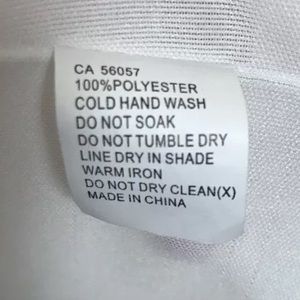 CA 56057
100%POLYESTER
COLD HAND WASH
DO NOT SOAK
DO NOT TUMBLE DRY
LINE DRY IN SHADE
WARM IRON
DO NOT DRY CLEAN(X)
MADE IN CHINA